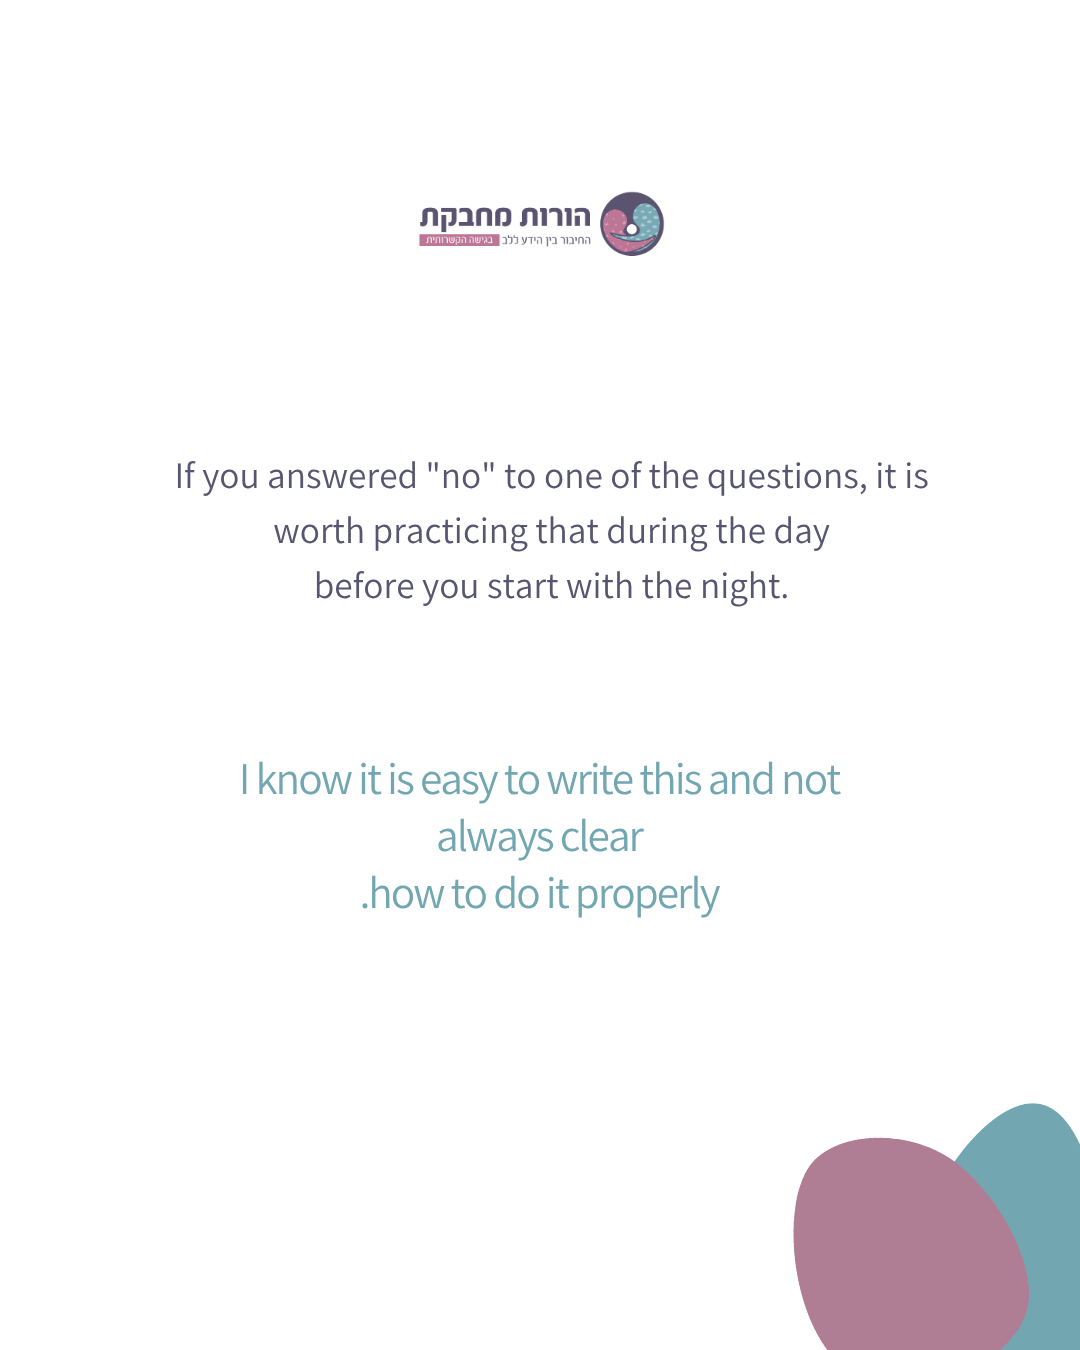 הורות מחבקת
החיבור בין הידע ללב בגישה הקשרותית
If you answered "no" to one of the questions, it is
worth practicing that during the day
before you start with the night.
I know it is easy to write this and not
always clear
.how to do it properly